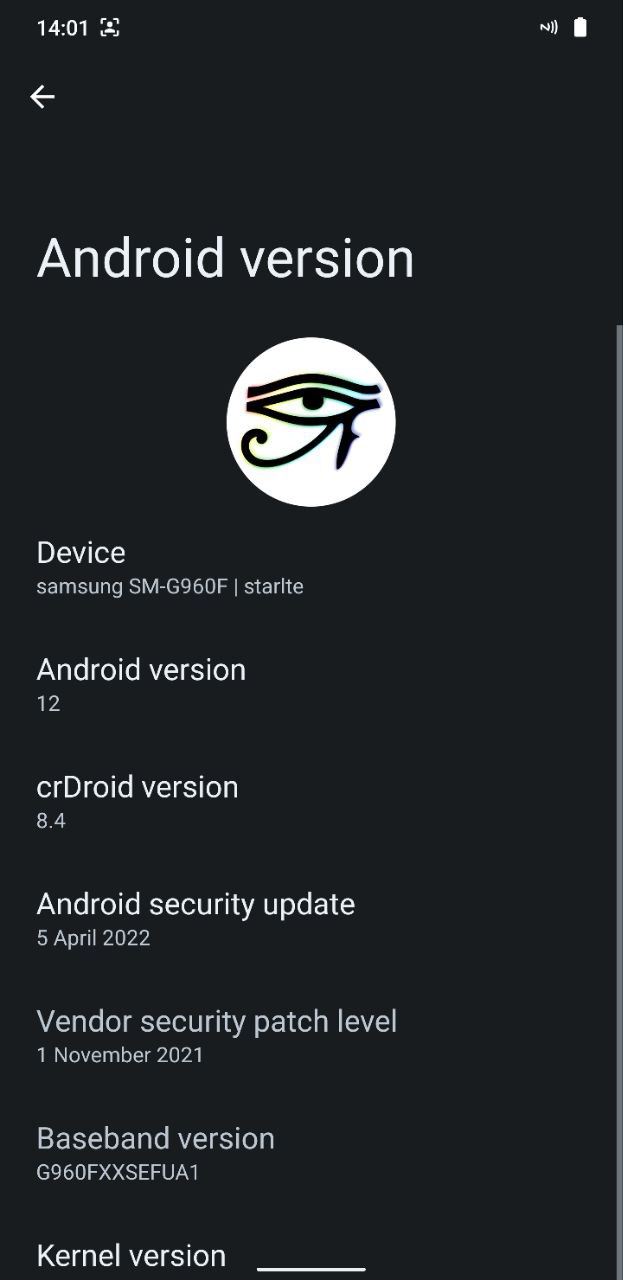 14:01
Android version
Device
samsung SM-G960F | starlte
Android version
12
crDroid version
8.4
Android security update
5 April 2022
Vendor security patch level
1 November 2021
Baseband version
G960FXXSEFUA1
Kernel version